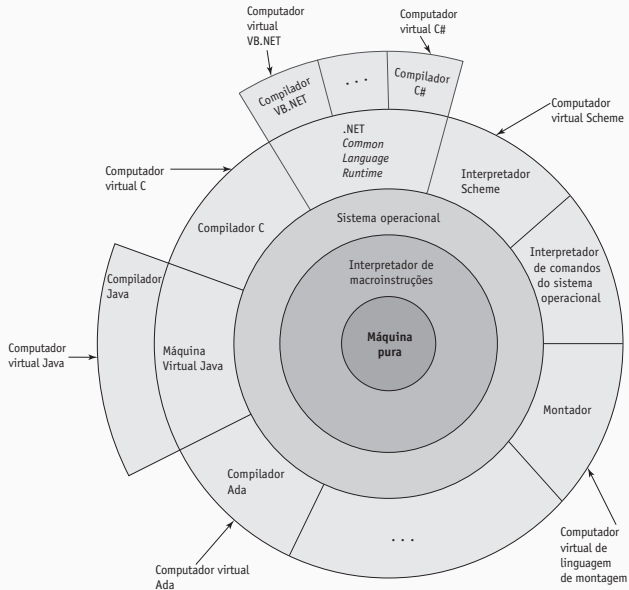 Computador
virtual
VB.NET
Computador
virtual C#
Compilador
VB.NET
. . .
Compilador
C#
Computador
virtual Scheme
.NET
Common
Language
Runtime
Computador
virtual C
Interpretador
Scheme
Compilador C
Sistema operacional
Interpretador
de comandos
do sistema
operacional
Interpretador de
macroinstruções
Compilador
Java
Máquina
pura
Computador
virtual Java
Máquina
Virtual Java
Montador
Compilador
Ada
. . .
Computador
virtual de
linguagem
de montagem
Computador virtual
Ada